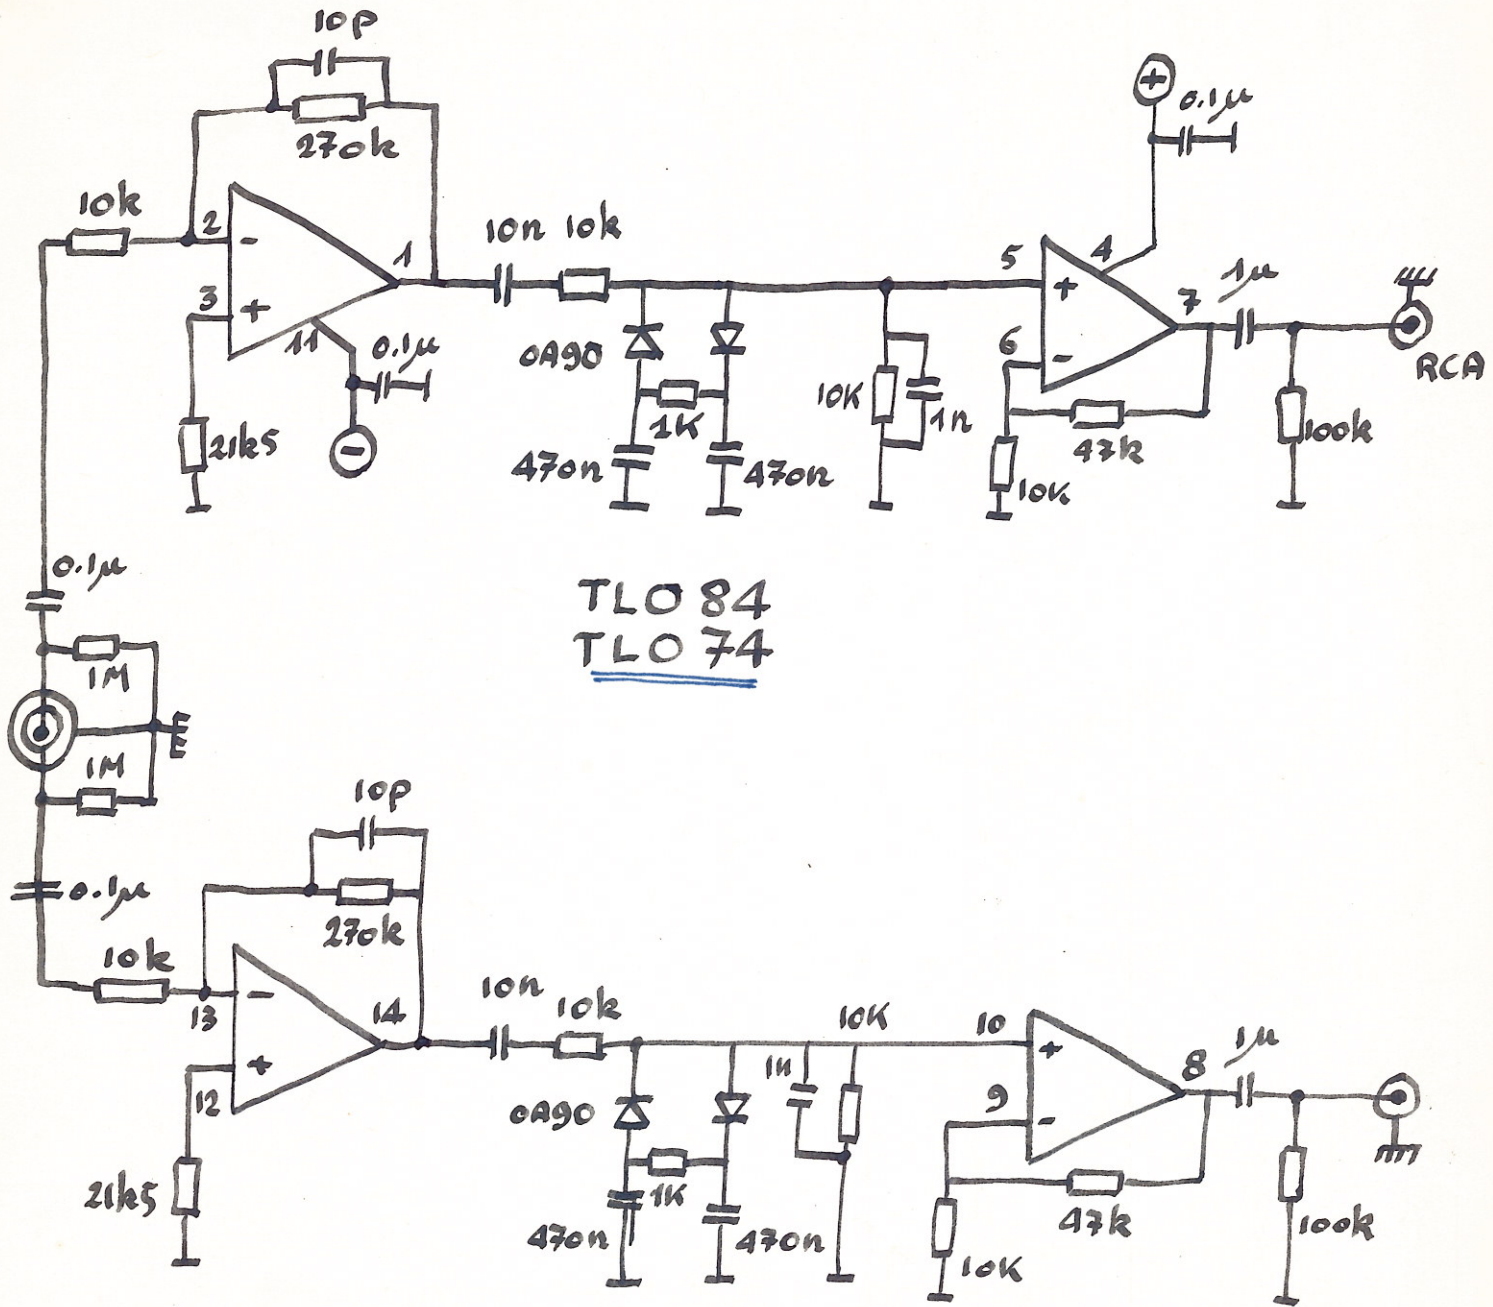 10p
270k
10k
2
-
3
+
1
11
0.1µ
-
21k5
10n 10k
OA90
1K
470n
470n
10K
1n
5
+
6
-
4
+
0.1µ
7
1µ
47k
10K
100k
RCA
0.1µ
1M
1M
0.1µ
TL084
TL074
10p
270k
10k
13
-
12
+
14
21k5
10n 10k
OA90
1K
470n
470n
1n
10K
10
+
9
-
8
1µ
47k
10K
100k